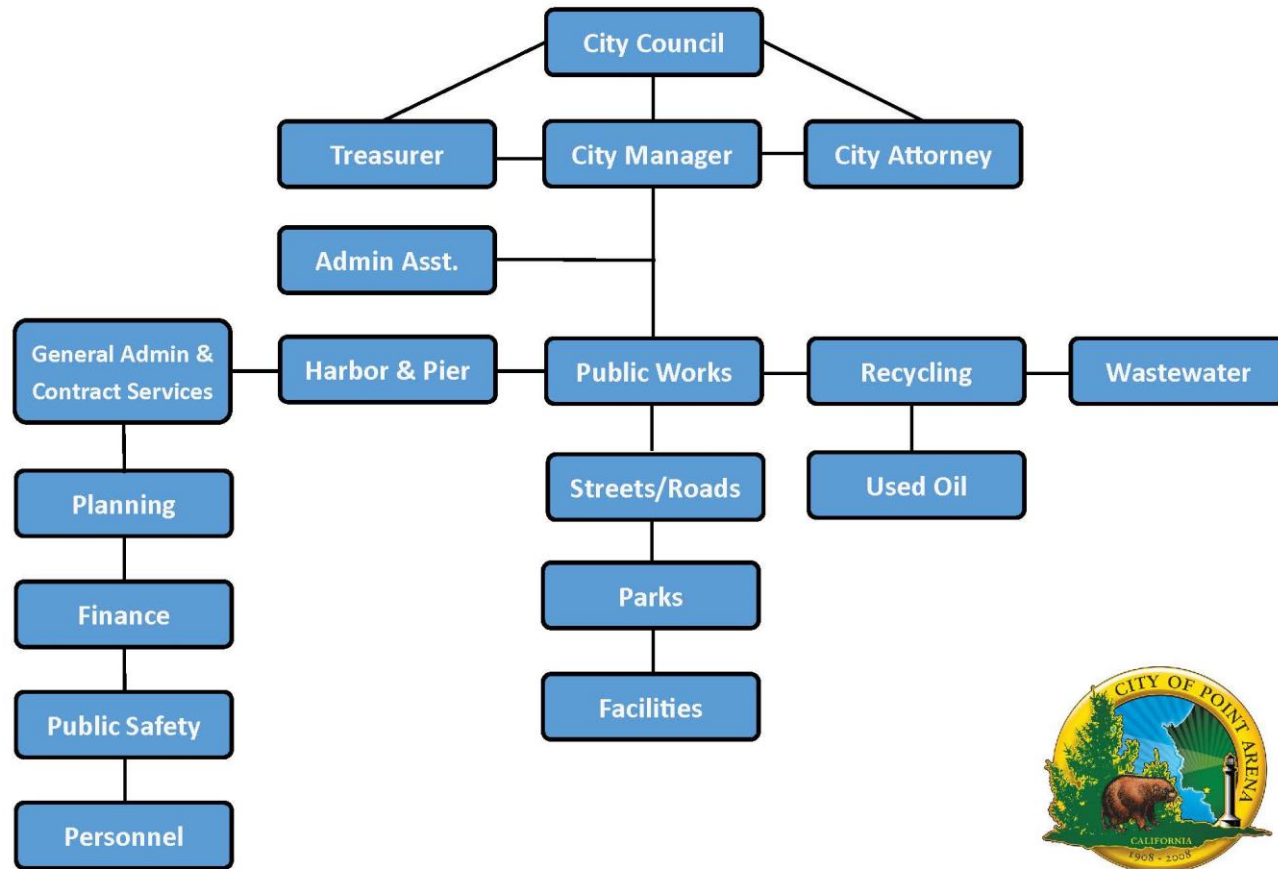 City Council
Treasurer
City Manager
City Attorney
Admin Asst.
General Admin &
Contract Services
Harbor & Pier
Public Works
Recycling
Wastewater
Planning
Streets/Roads
Used Oil
Finance
Parks
Public Safety
Facilities
Personnel
CITY OF POINT ARENA
CALIFORNIA
1908 - 2008